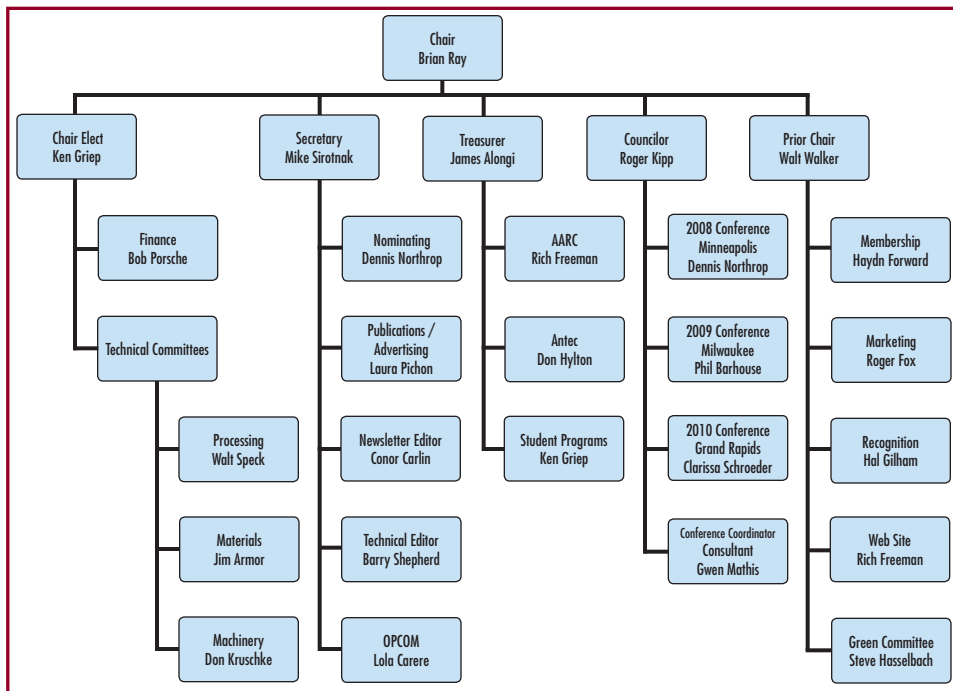 Chair
Brian Ray
Chair Elect
Ken Griep
Secretary
Mike Sirotnak
Treasurer
James Alongi
Councilor
Roger Kipp
Prior Chair
Walt Walker
Finance
Bob Porsche
Nominating
Dennis Northrop
AARC
Rich Freeman
2008 Conference
Minneapolis
Dennis Northrop
Membership
Haydn Forward
Technical Committees
Publications /
Advertising
Laura Pichon
Antec
Don Hylton
2009 Conference
Milwaukee
Phil Barhouse
Marketing
Roger Fox
Processing
Walt Speck
Newsletter Editor
Conor Carlin
Student Programs
Ken Griep
2010 Conference
Grand Rapids
Clarissa Schroeder
Recognition
Hal Gilham
Materials
Jim Armor
Technical Editor
Barry Shepherd
Conference Coordinator
Consultant
Gwen Mathis
Web Site
Rich Freeman
Machinery
Don Kruschke
OPCOM
Lola Carere
Green Committee
Steve Hasselbach